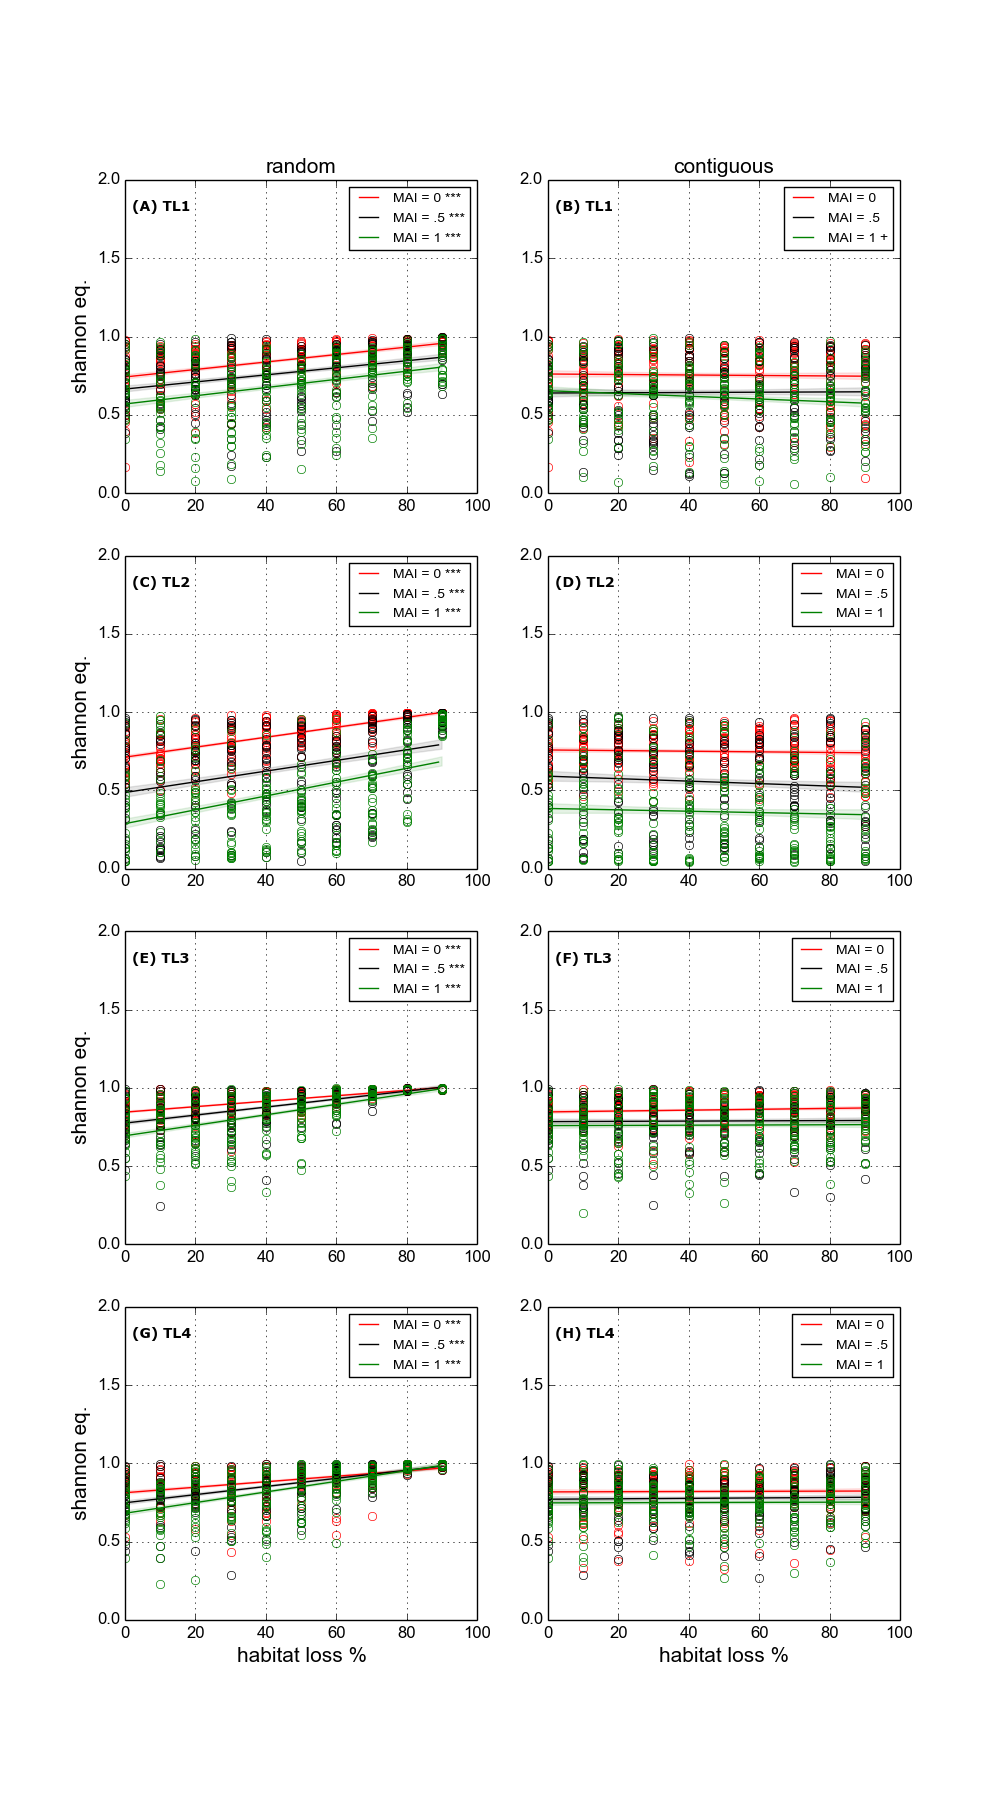 random
contiguous
(A) TL1
MAI = 0 ***
MAI = .5 ***
MAI = 1 ***
shannon eq.
2.0
1.5
1.0
0.5
0.0
0 20 40 60 80 100
(B) TL1
MAI = 0
MAI = .5
MAI = 1 +
2.0
1.5
1.0
0.5
0.0
0 20 40 60 80 100
(C) TL2
MAI = 0 ***
MAI = .5 ***
MAI = 1 ***
shannon eq.
2.0
1.5
1.0
0.5
0.0
0 20 40 60 80 100
(D) TL2
MAI = 0
MAI = .5
MAI = 1
2.0
1.5
1.0
0.5
0.0
0 20 40 60 80 100
(E) TL3
MAI = 0 ***
MAI = .5 ***
MAI = 1 ***
shannon eq.
2.0
1.5
1.0
0.5
0.0
0 20 40 60 80 100
(F) TL3
MAI = 0
MAI = .5
MAI = 1
2.0
1.5
1.0
0.5
0.0
0 20 40 60 80 100
(G) TL4
MAI = 0 ***
MAI = .5 ***
MAI = 1 ***
shannon eq.
2.0
1.5
1.0
0.5
0.0
0 20 40 60 80 100
habitat loss %
(H) TL4
MAI = 0
MAI = .5
MAI = 1
2.0
1.5
1.0
0.5
0.0
0 20 40 60 80 100
habitat loss %